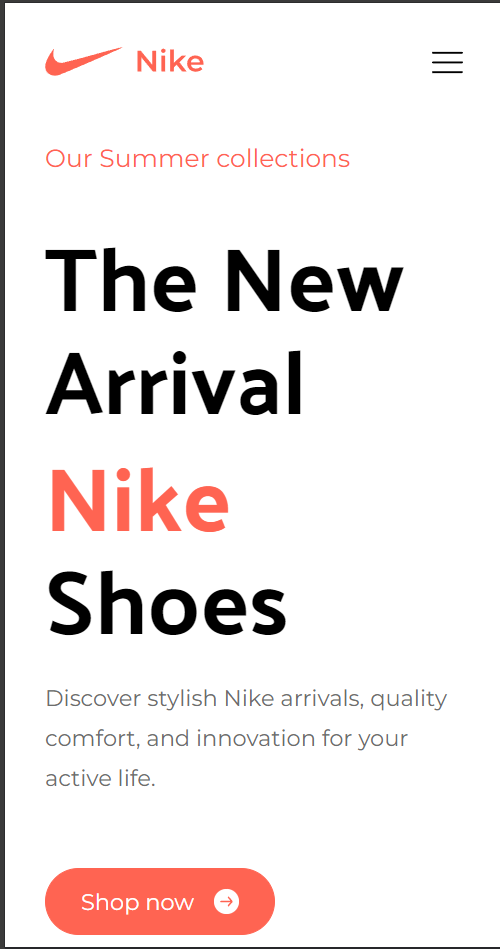 Nike
Our Summer collections
The New
Arrival
Nike
Shoes
Discover stylish Nike arrivals, quality
comfort, and innovation for your
active life.
Shop now